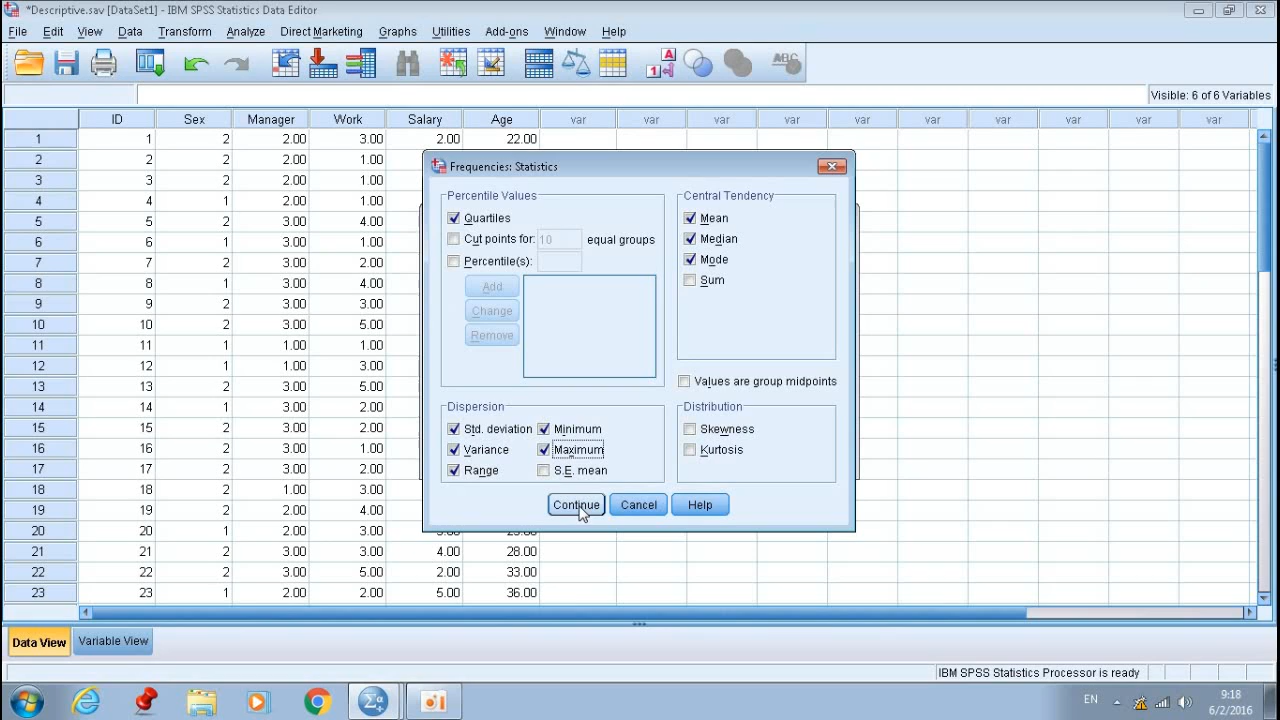 *Descriptive.sav [DataSet1] - IBM SPSS Statistics Data Editor
File Edit View Data Transform Analyze Direct Marketing Graphs Utilities Add-ons Window Help
Visible: 6 of 6 Variables
ID Sex Manager Work Salary Age var var var var var var var var var
1 1 2 2.00 3.00 2.00 22.00
2 2 2 2.00 1.00
3 3 2 2.00 1.00
4 4 1 2.00 1.00
5 5 2 3.00 4.00
6 6 1 3.00 1.00
7 7 2 3.00 2.00
8 8 1 3.00 4.00
9 9 2 3.00 3.00
10 10 2 3.00 5.00
11 11 1 1.00 1.00
12 12 1 1.00 3.00
13 13 2 3.00 5.00
14 14 1 3.00 2.00
15 15 2 3.00 2.00
16 16 1 3.00 1.00
17 17 2 3.00 2.00
18 18 2 1.00 3.00
19 19 2 2.00 4.00
20 20 1 2.00 3.00
21 21 2 3.00 3.00 4.00 28.00
22 22 2 3.00 5.00 2.00 33.00
23 23 1 2.00 2.00 5.00 36.00
Frequencies: Statistics
Percentile Values
Quartiles
Cut points for: 10 equal groups
Percentile(s):
Add
Change
Remove
Central Tendency
Mean
Median
Mode
Sum
Values are group midpoints
Dispersion
Std. deviation Minimum
Variance Maximum
Range S.E. mean
Distribution
Skewness
Kurtosis
Continue Cancel Help
Data View Variable View
IBM SPSS Statistics Processor is ready
EN
9:18
6/2/2016